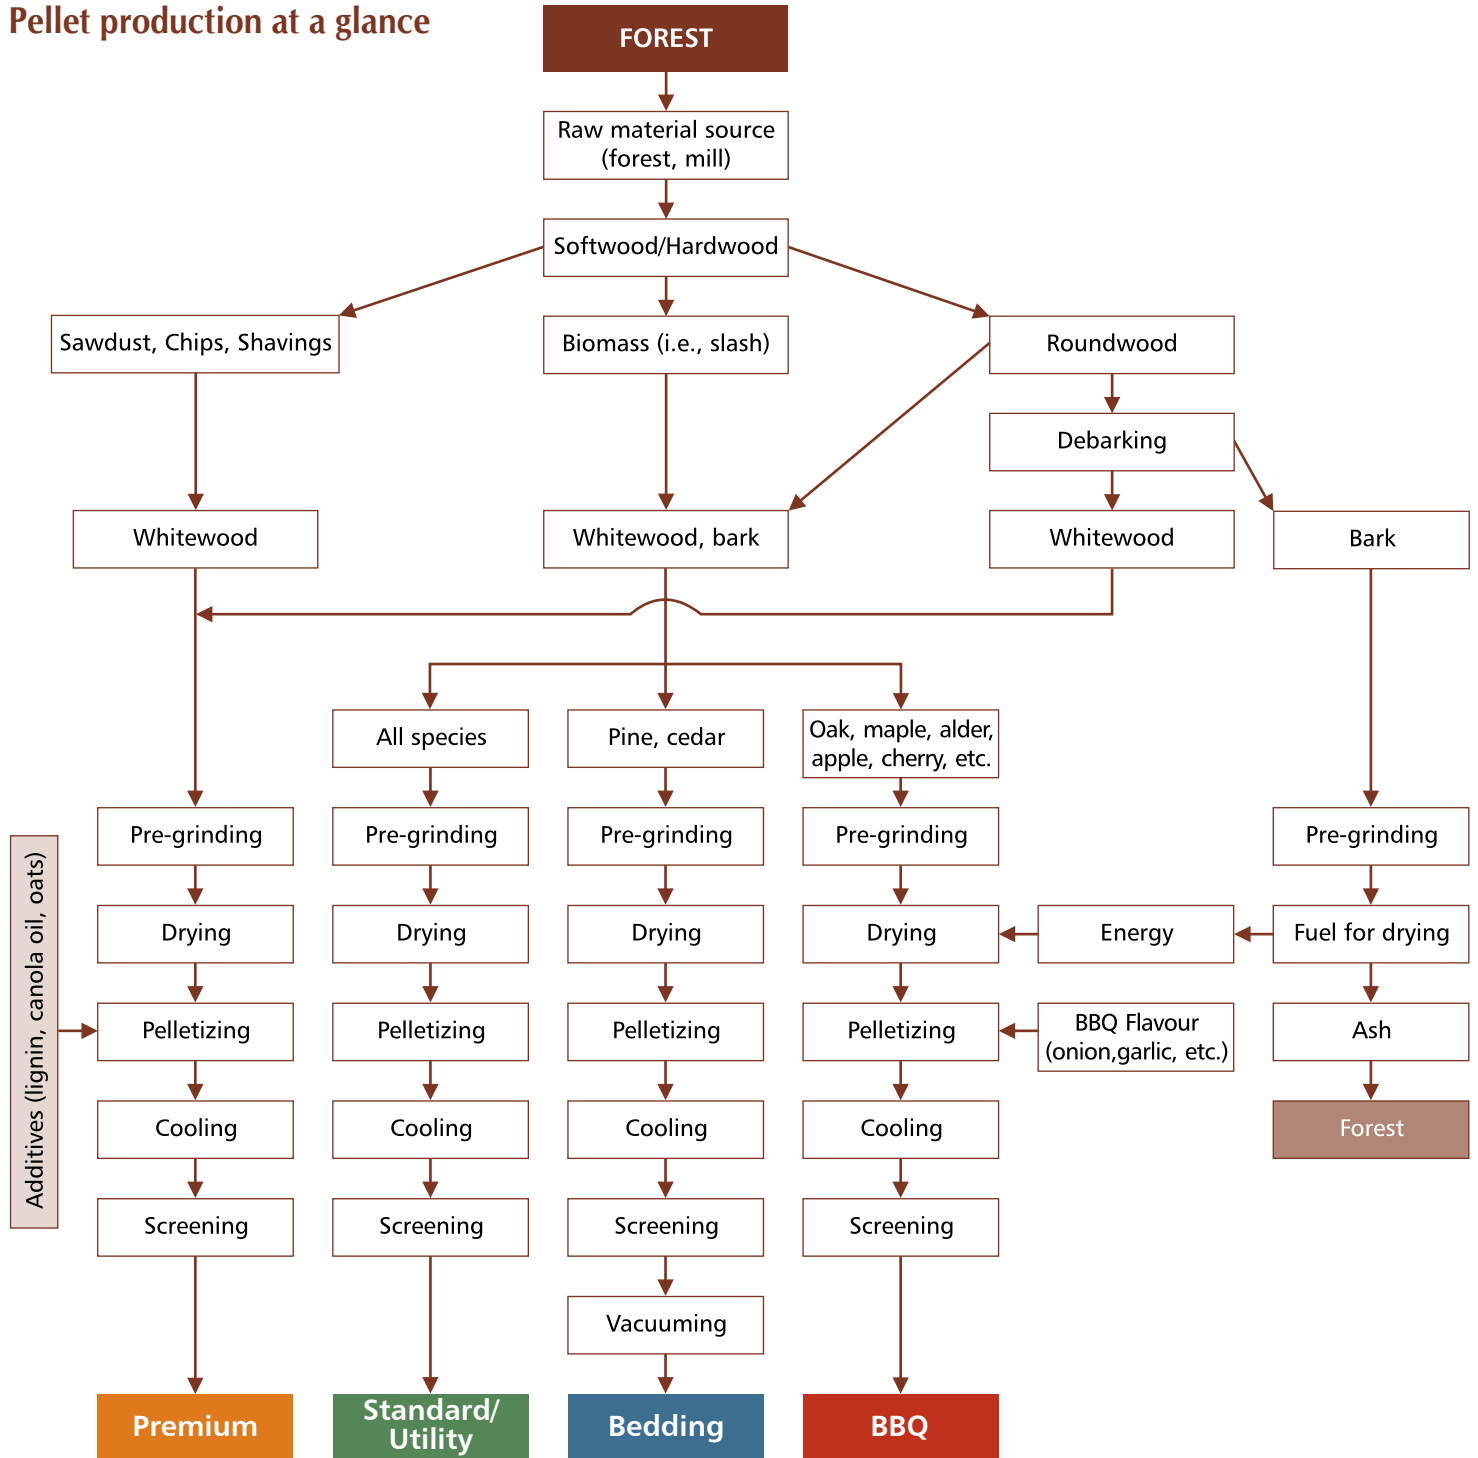 Pellet production at a glance
FOREST
Raw material source
(forest, mill)
Softwood/Hardwood
Sawdust, Chips, Shavings
Biomass (i.e., slash)
Roundwood
Debarking
Whitewood
Whitewood, bark
Whitewood
Bark
All species
Pine, cedar
Oak, maple, alder,
apple, cherry, etc.
Pre-grinding
Pre-grinding
Pre-grinding
Pre-grinding
Pre-grinding
Additives (lignin, canola oil, oats)
Drying
Drying
Drying
Drying
Energy
Fuel for drying
Pelletizing
Pelletizing
Pelletizing
Pelletizing
BBQ Flavour
(onion,garlic, etc.)
Ash
Cooling
Cooling
Cooling
Cooling
Forest
Screening
Screening
Screening
Screening
Vacuuming
Premium
Standard/
Utility
Bedding
BBQ